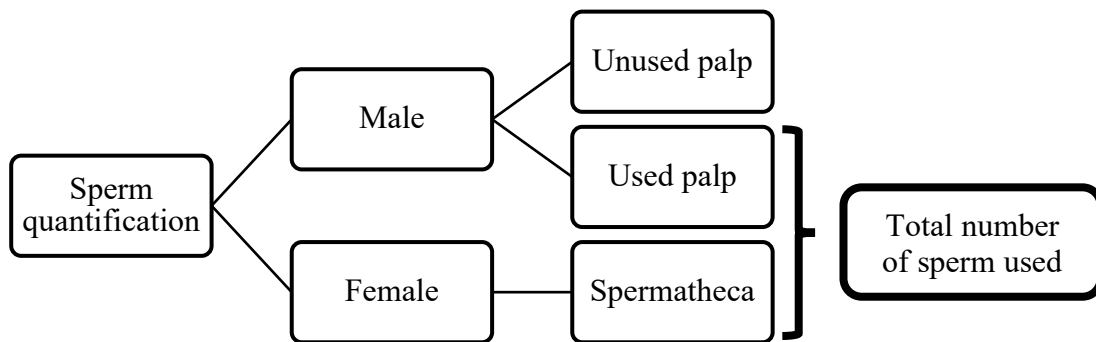 Sperm
quantification
Male
Female
Unused palp
Used palp
Spermatheca
Total number
of sperm used